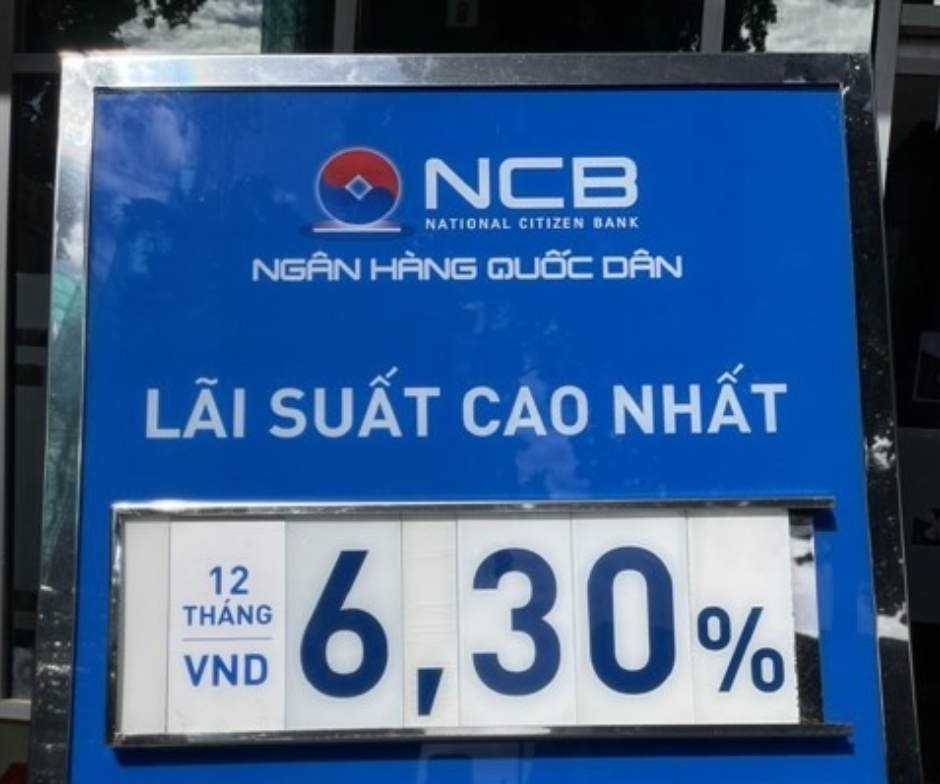 NCB
NATIONAL CITIZEN BANK
NGÂN HÀNG QUỐC DÂN
LÃI SUẤT CAO NHẤT
12
THÁNG
VND
6,30%